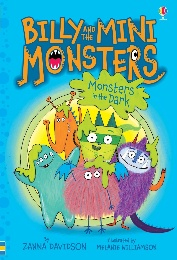 BILLY AND THE MINI
MONSTERS
Monsters
in the Dark
by
ZANNA DAVIDSON
Illustrated by
MELANIE WILLIAMSON